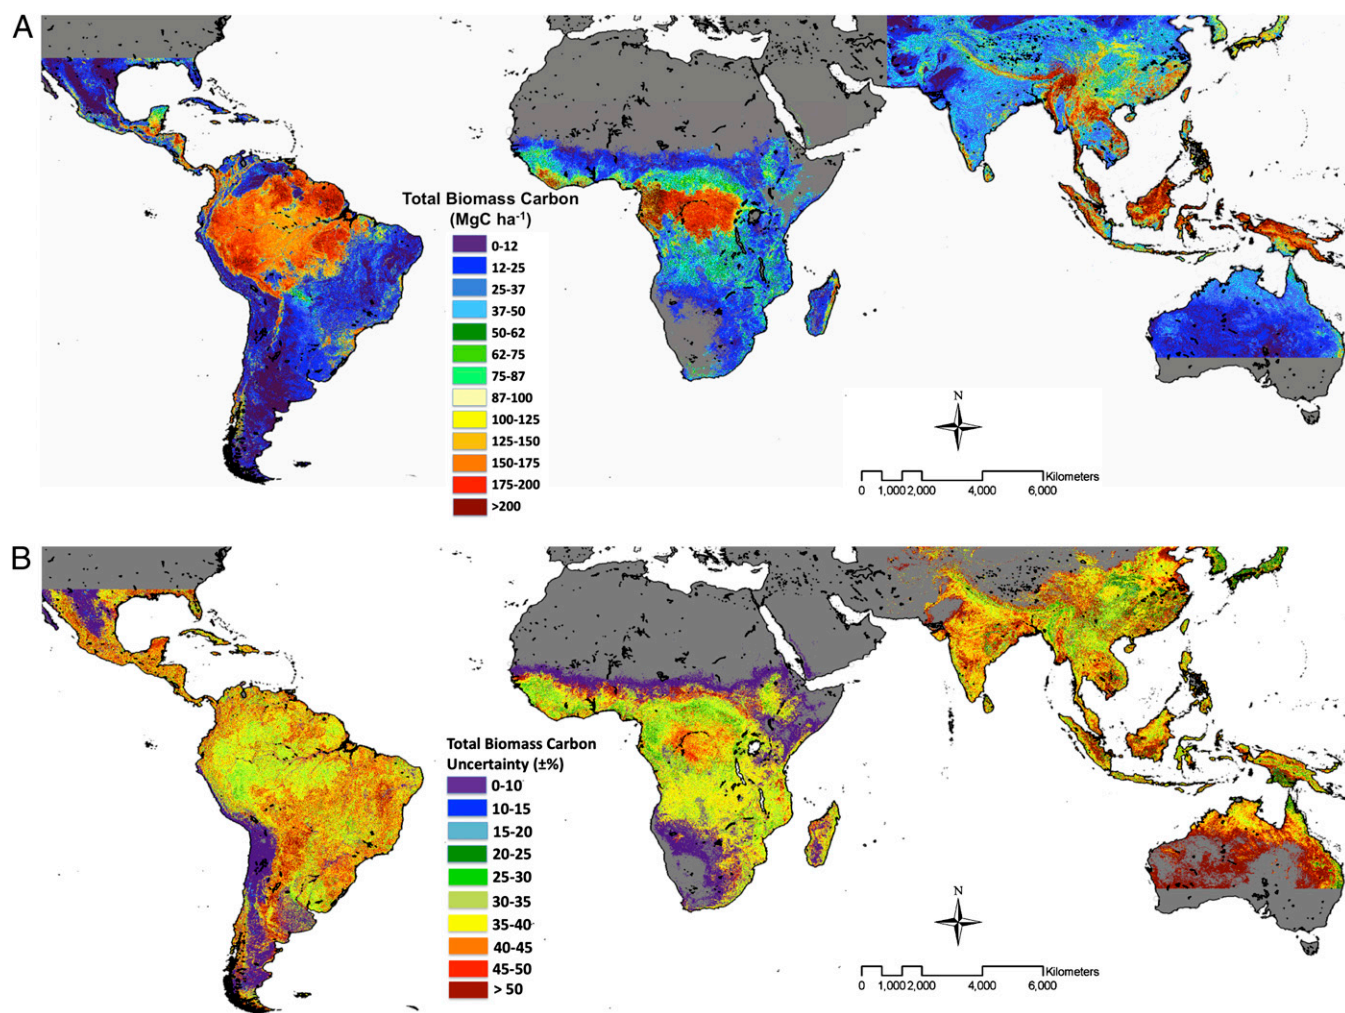 A
Total Biomass Carbon
(MgC ha-1)
0-12
12-25
25-37
37-50
50-62
62-75
75-87
87-100
100-125
125-150
150-175
175-200
>200
N
Kilometers
0 1,000 2,000 4,000 6,000
B
Total Biomass Carbon
Uncertainty (±%)
0-10
10-15
15-20
20-25
25-30
30-35
35-40
40-45
45-50
> 50
N
Kilometers
0 1,000 2,000 4,000 6,000